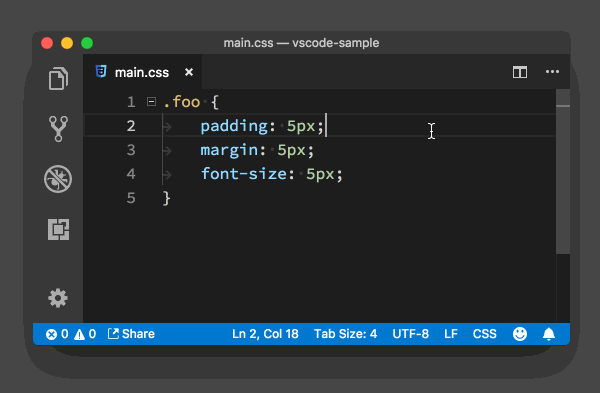 main.css — vscode-sample
main.css
1 .foo {
2 padding: 5px;
3 margin: 5px;
4 font-size: 5px;
5 }
0 0 Share Ln 2, Col 18 Tab Size: 4 UTF-8 LF CSS